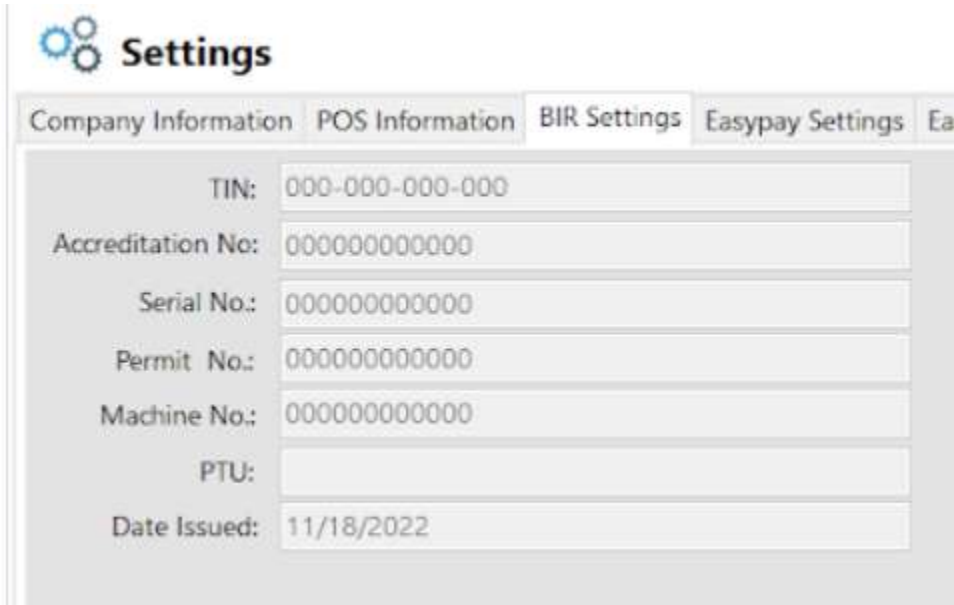 Settings
Company Information POS Information BIR Settings Easypay Settings Ea
TIN: 000-000-000-000
Accreditation No: 000000000000
Serial No.: 000000000000
Permit No.: 000000000000
Machine No.: 000000000000
PTU:
Date Issued: 11/18/2022